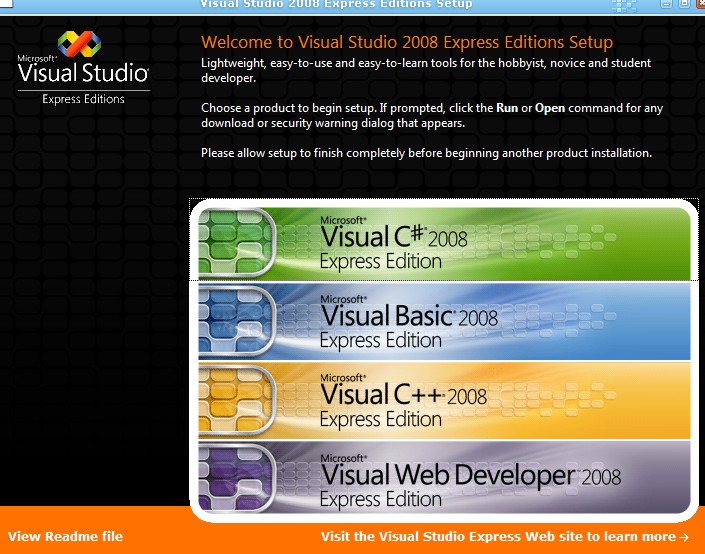 Visual Studio 2008 Express Editions Setup
Microsoft®
Visual Studio®
Express Editions
Welcome to Visual Studio 2008 Express Editions Setup
Lightweight, easy-to-use and easy-to-learn tools for the hobbyist, novice and student
developer.
Choose a product to begin setup. If prompted, click the Run or Open command for any
download or security warning dialog that appears.
Please allow setup to finish completely before beginning another product installation.
Microsoft®
Visual C#® 2008
Express Edition
Microsoft®
Visual Basic® 2008
Express Edition
Microsoft®
Visual C++® 2008
Express Edition
Microsoft®
Visual Web Developer™ 2008
Express Edition
View Readme file
Visit the Visual Studio Express Web site to learn more →